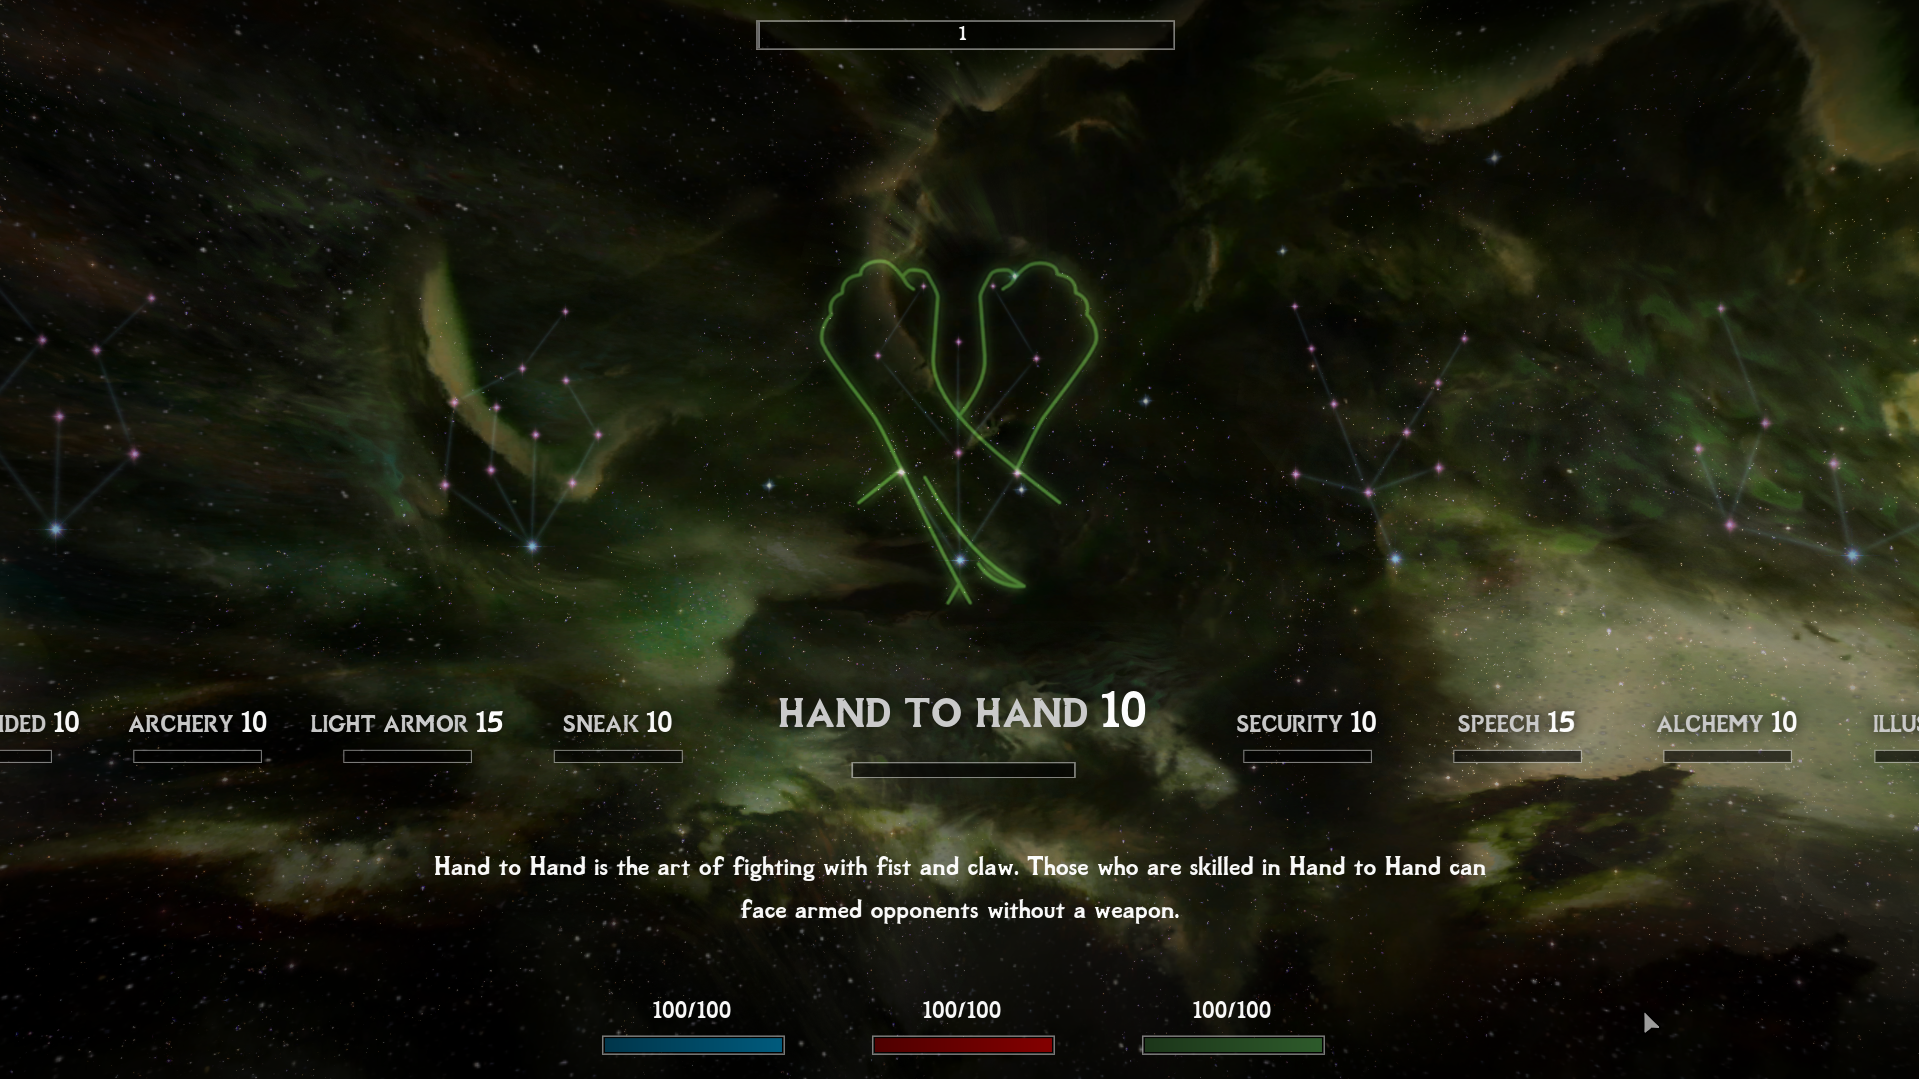 1
IDED 10
ARCHERY 10
LIGHT ARMOR 15
SNEAK 10
HAND TO HAND 10
SECURITY 10
SPEECH 15
ALCHEMY 10
ILLUS
Hand to Hand is the art of fighting with fist and claw. Those who are skilled in Hand to Hand can
face armed opponents without a weapon.
100/100
100/100
100/100